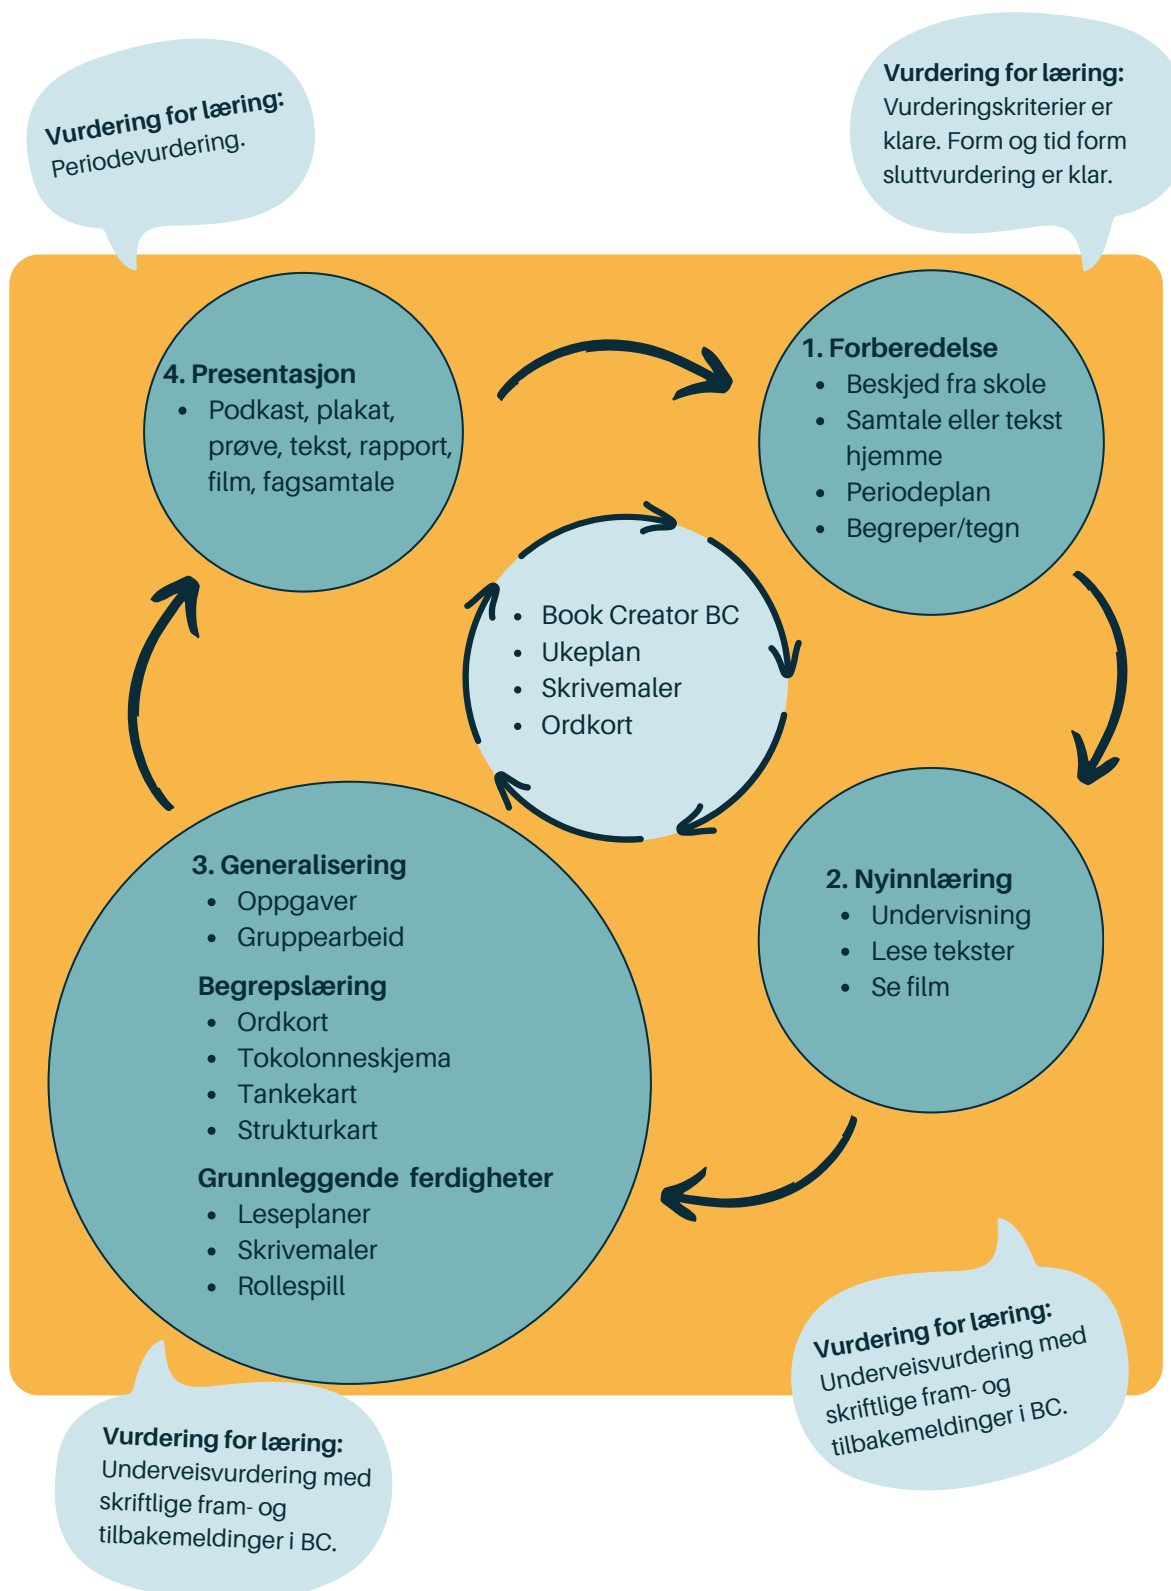 Vurdering for læring:
Periodevurdering.
Vurdering for læring:
Vurderingskriterier er
klare. Form og tid form
sluttvurdering er klar.
1. Forberedelse
• Beskjed fra skole
• Samtale eller tekst
hjemme
• Periodeplan
• Begreper/tegn
4. Presentasjon
• Podkast, plakat,
prøve, tekst, rapport,
film, fagsamtale
• Book Creator BC
• Ukeplan
• Skrivemaler
• Ordkort
2. Nyinnlæring
• Undervisning
• Lese tekster
• Se film
3. Generalisering
• Oppgaver
• Gruppearbeid
Begrepslæring
• Ordkort
• Tokolonneskjema
• Tankekart
• Strukturkart
Grunnleggende ferdigheter
• Leseplaner
• Skrivemaler
• Rollespill
Vurdering for læring:
Underveisvurdering med
skriftlige fram- og
tilbakemeldinger i BC.
Vurdering for læring:
Underveisvurdering med
skriftlige fram- og
tilbakemeldinger i BC.